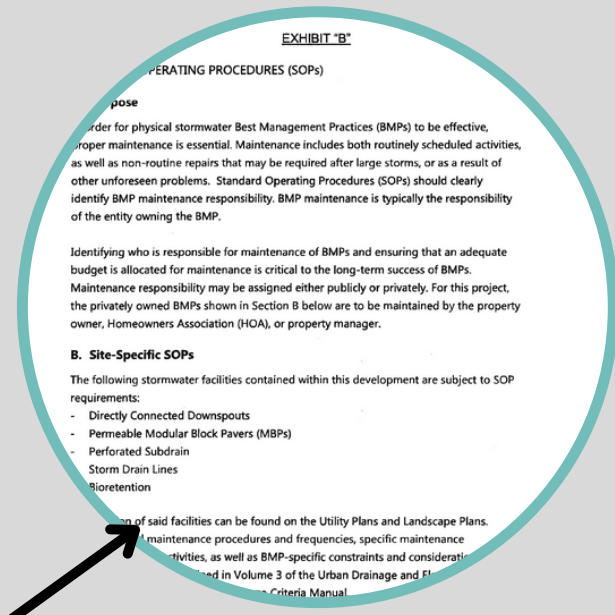 EXHIBIT "B"
ERATING PROCEDURES (SOPs)
pose
order for physical stormwater Best Management Practices (BMPs) to be effective,
proper maintenance is essential. Maintenance includes both routinely scheduled activities,
as well as non-routine repairs that may be required after large storms, or as a result of
other unforeseen problems. Standard Operating Procedures (SOPs) should clearly
identify BMP maintenance responsibility. BMP maintenance is typically the responsibility
of the entity owning the BMP.
Identifying who is responsible for maintenance of BMPs and ensuring that an adequate
budget is allocated for maintenance is critical to the long-term success of BMPs.
Maintenance responsibility may be assigned either publicly or privately. For this project,
the privately owned BMPs shown in Section B below are to be maintained by the property
owner, Homeowners Association (HOA), or property manager.
B. Site-Specific SOPs
The following stormwater facilities contained within this development are subject to SOP
requirements:
- Directly Connected Downspouts
- Permeable Modular Block Pavers (MBPs)
- Perforated Subdrain
Storm Drain Lines
Bioretention
on of said facilities can be found on the Utility Plans and Landscape Plans.
maintenance procedures and frequencies, specific maintenance
ctivities, as well as BMP-specific constraints and consideratio
ned in Volume 3 of the Urban Drainage and Fl
Criteria Manual